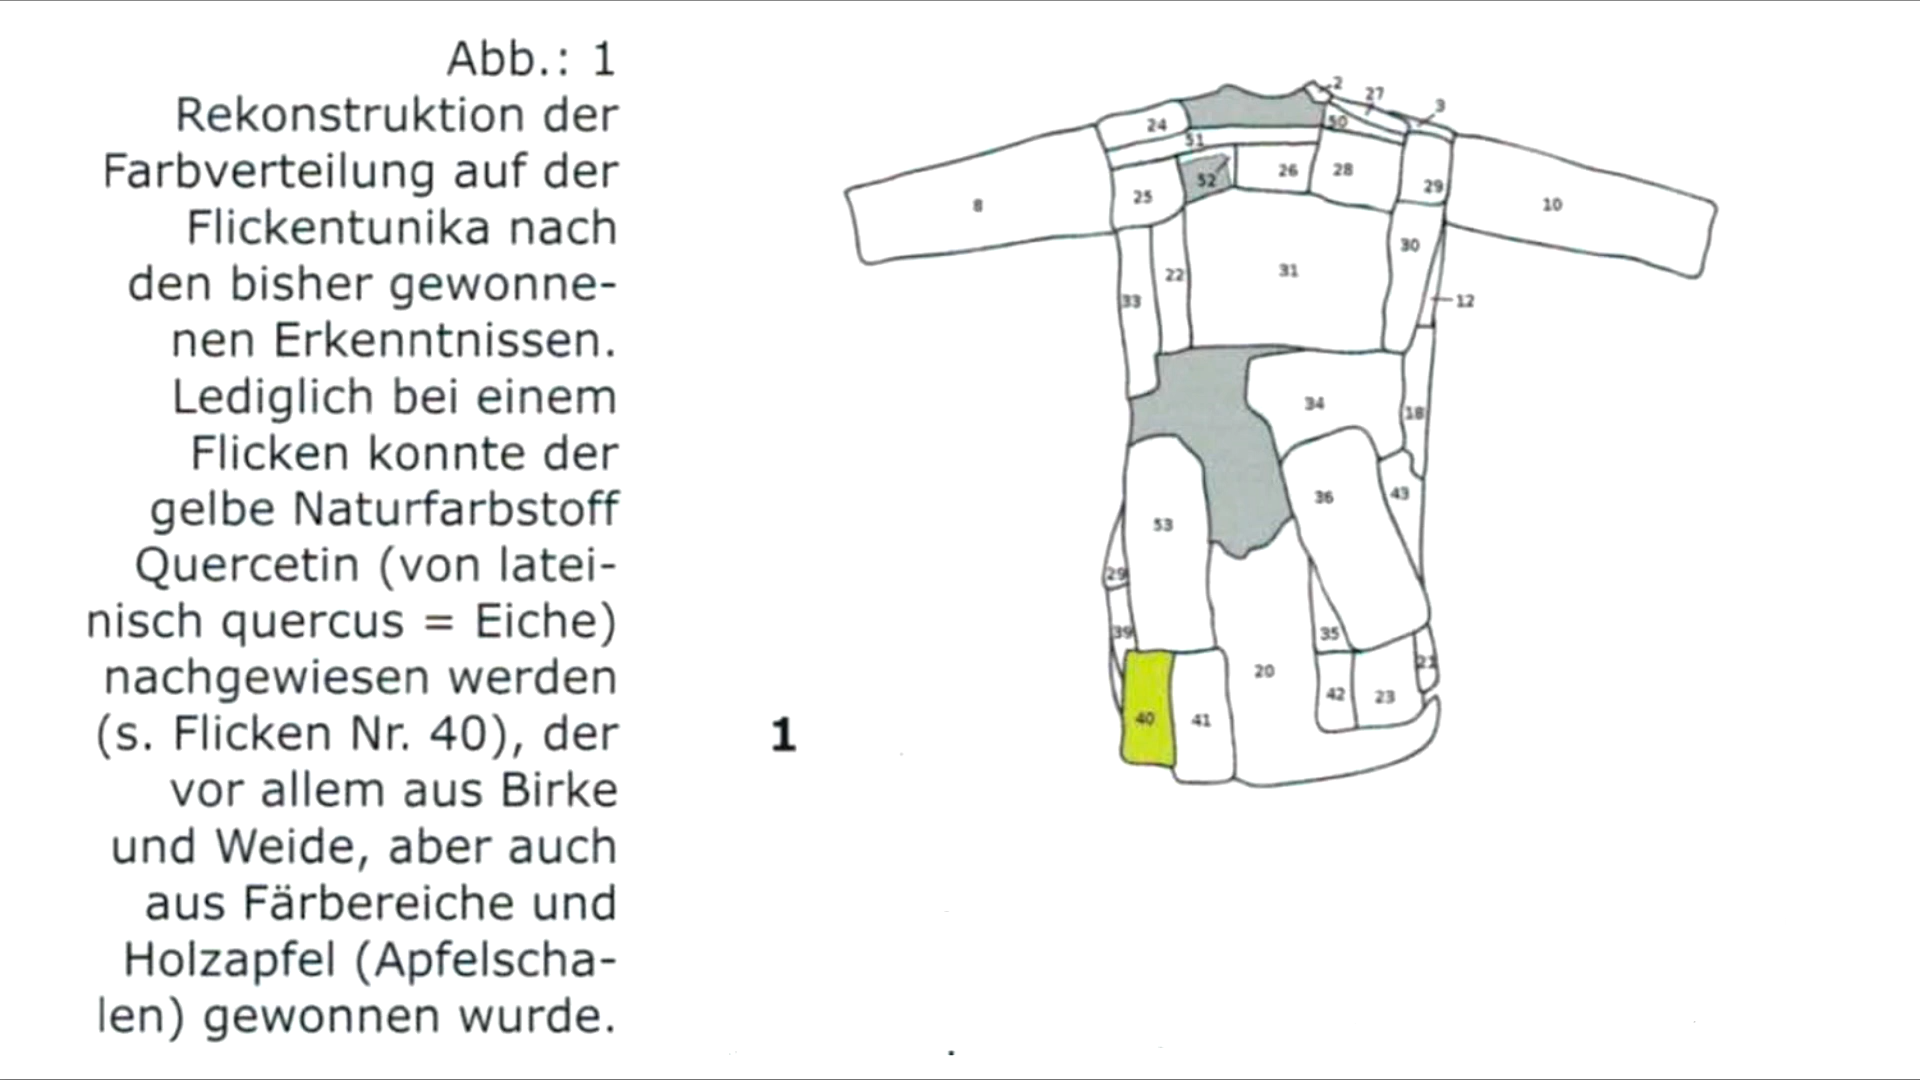 Abb.: 1
Rekonstruktion der
Farbverteilung auf der
Flickentunika nach
den bisher gewonne-
nen Erkenntnissen.
Lediglich bei einem
Flicken konnte der
gelbe Naturfarbstoff
Quercetin (von latei-
nisch quercus = Eiche)
nachgewiesen werden
(s. Flicken Nr. 40), der
vor allem aus Birke
und Weide, aber auch
aus Färbereiche und
Holzapfel (Apfelscha-
len) gewonnen wurde.
1
2
27
3
24
50
51
52
26
28
29
25
8
10
30
22
31
33
12
34
18
36
43
53
29
39
35
20
21
42
23
40
41